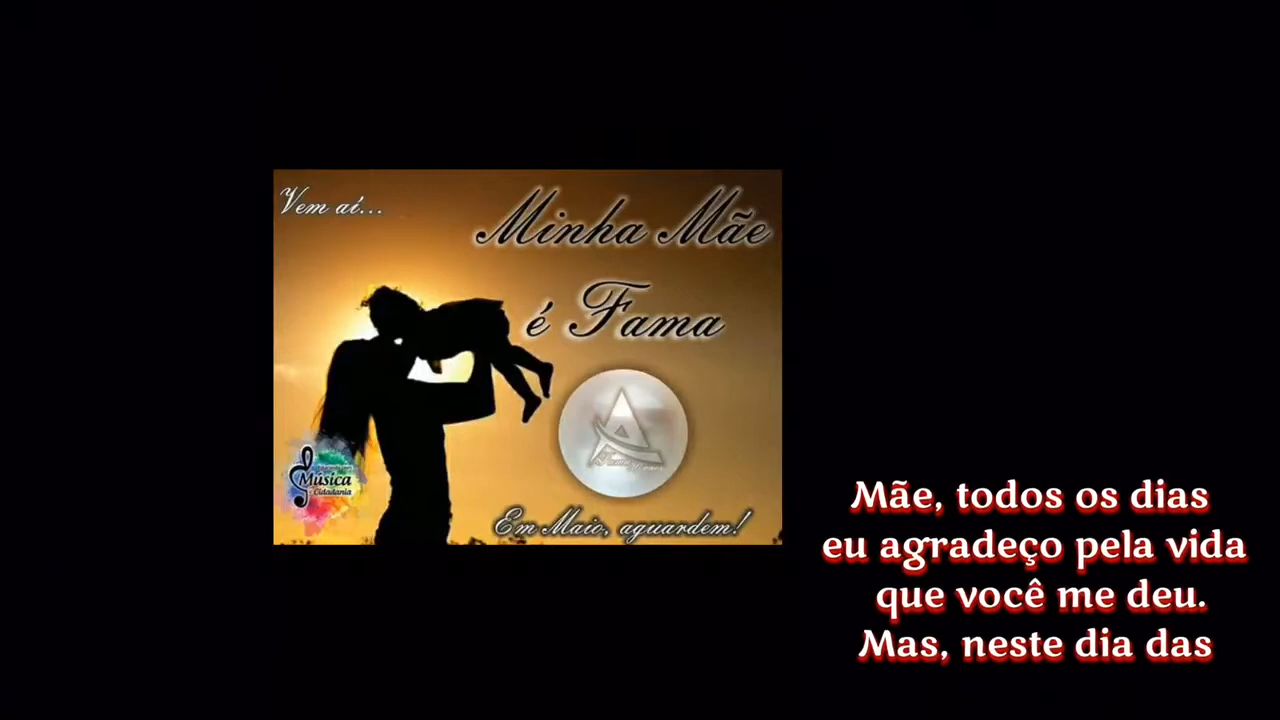 Vem aí...
Minha Mãe
é Fama
Música
Cidadania
Em Maio, aguardem!
Mãe, todos os dias
eu agradeço pela vida
que você me deu.
Mas, neste dia das